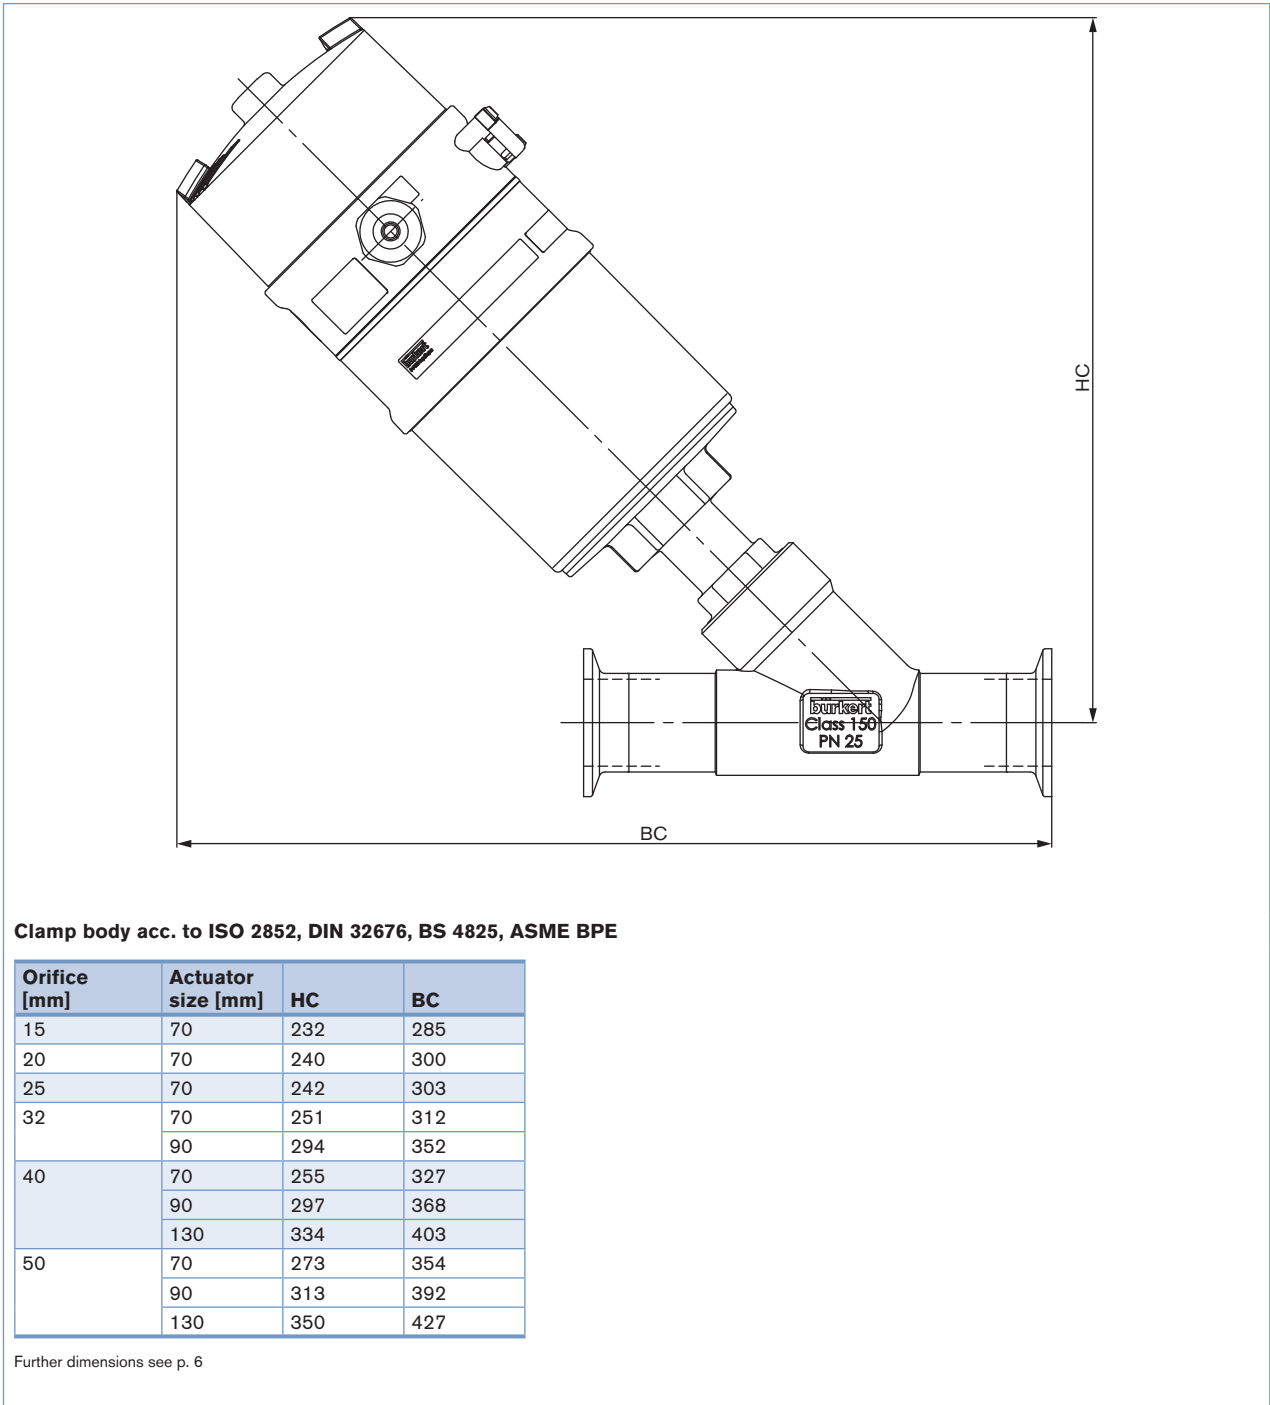 HC
bürkert
Class 150
PN 25
BC
Clamp body acc. to ISO 2852, DIN 32676, BS 4825, ASME BPE
Orifice [mm] Actuator size [mm] HC BC
15 70 232 285
20 70 240 300
25 70 242 303
32 70 251 312
90 294 352
40 70 255 327
90 297 368
130 334 403
50 70 273 354
90 313 392
130 350 427
Further dimensions see p. 6